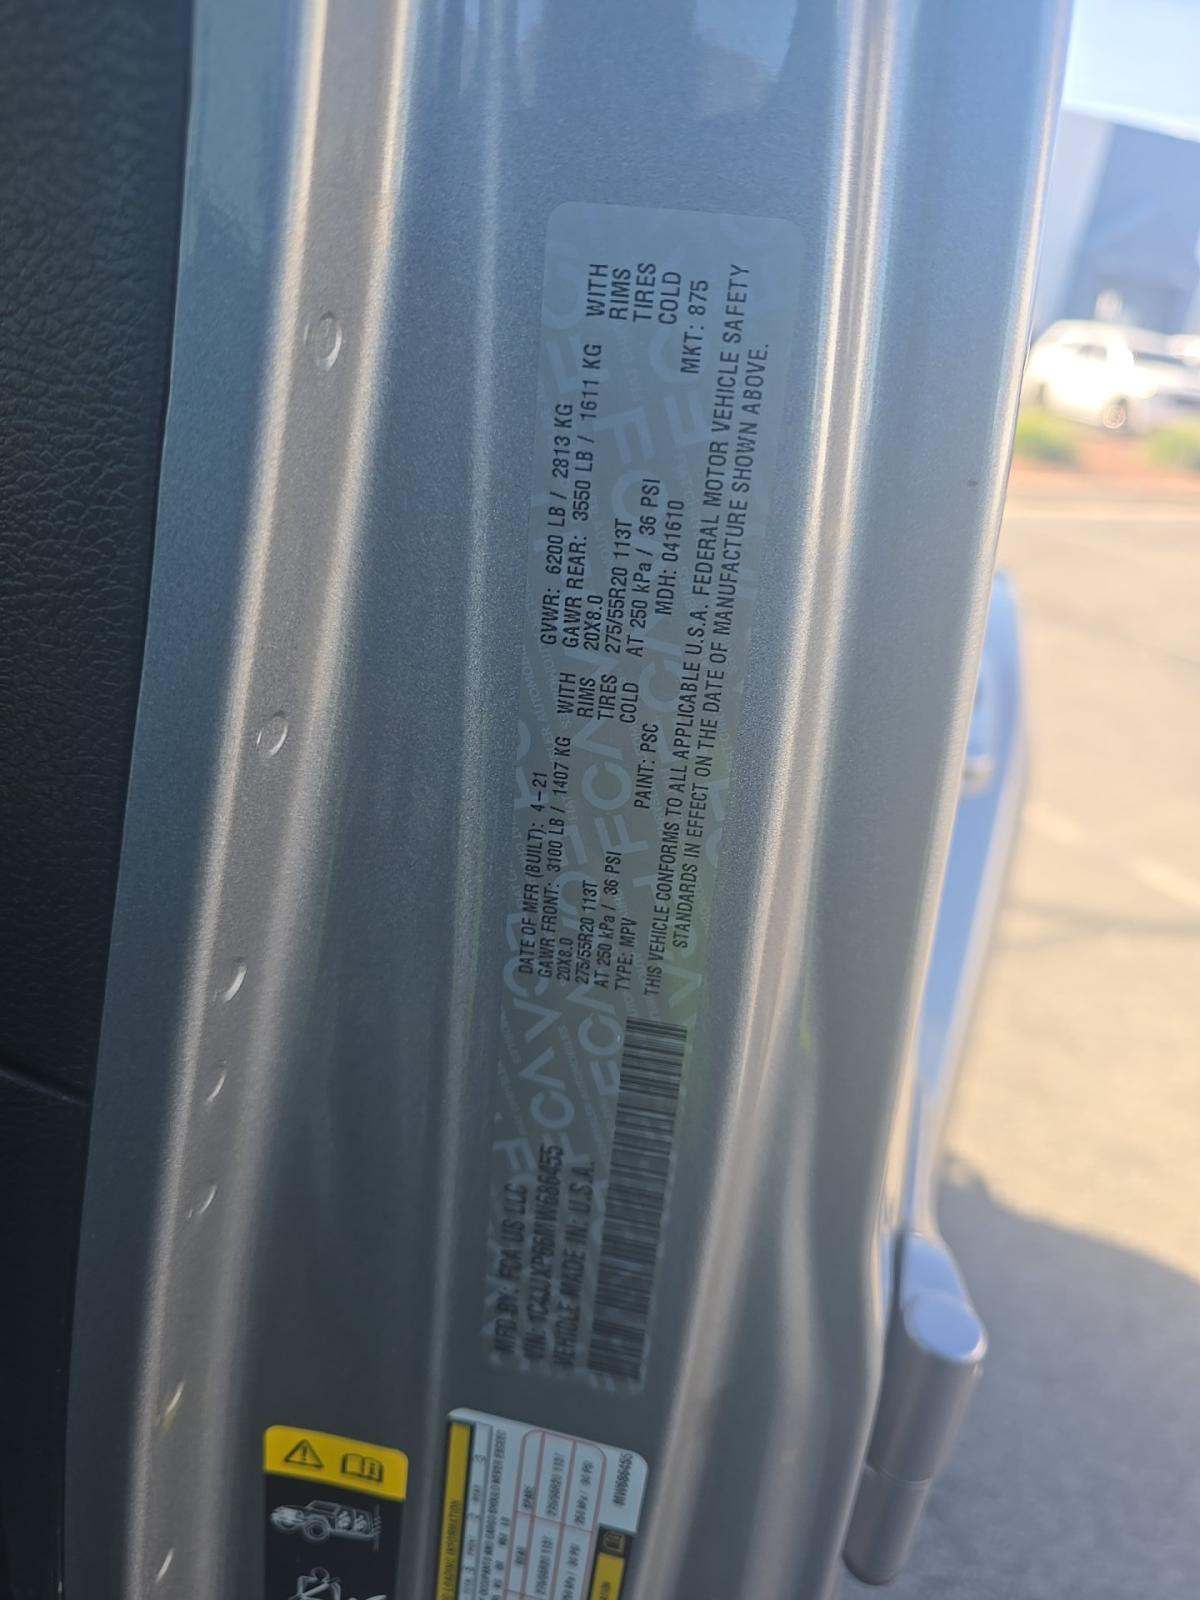 MFD BY: FCA US LLC
DATE OF MFR (BUILT): 4-21
GVWR: 6200 LB / 2813 KG
GAWR FRONT: 3100 LB / 1407 KG WITH
GAWR REAR: 3550 LB / 1611 KG WITH
20X8.0 RIMS
20X8.0 RIMS
275/55R20 113T TIRES
275/55R20 113T TIRES
AT 250 kPa / 36 PSI COLD
AT 250 kPa / 36 PSI COLD
TYPE: MPV PAINT: PSC MDH: 041610 MKT: 875
THIS VEHICLE CONFORMS TO ALL APPLICABLE U.S.A. FEDERAL MOTOR VEHICLE SAFETY
STANDARDS IN EFFECT ON THE DATE OF MANUFACTURE SHOWN ABOVE.
VEHICLE MADE IN: U.S.A.
LOADING INFORMATION
MW686455